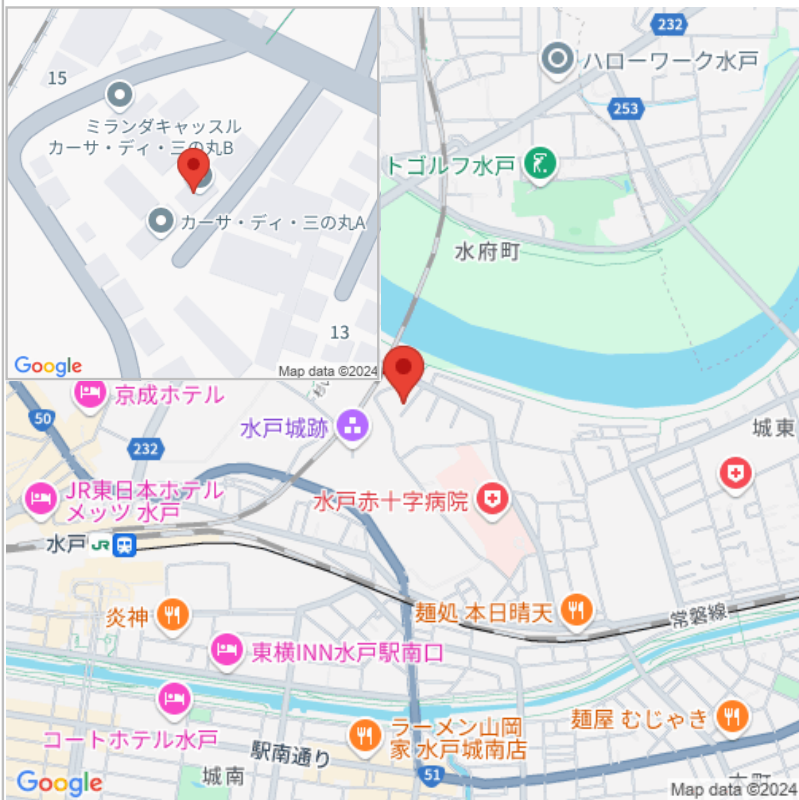 15
ミランダキャッスル
カーサ・ディ・三の丸B
カーサ・ディ・三の丸A
13
Google
Map data ©2024
232
ハローワーク水戸
253
トゴルフ水戸
水府町
京成ホテル
50
232
水戸城跡
城東
JR東日本ホテル
メッツ 水戸
水戸赤十字病院
水戸 JR
炎神
麺処 本日晴天
常磐線
東横INN水戸駅南口
コートホテル水戸
ラーメン山岡
家 水戸城南店
麺屋 むじゃき
駅南通り
城南
51
Google
Map data ©2024